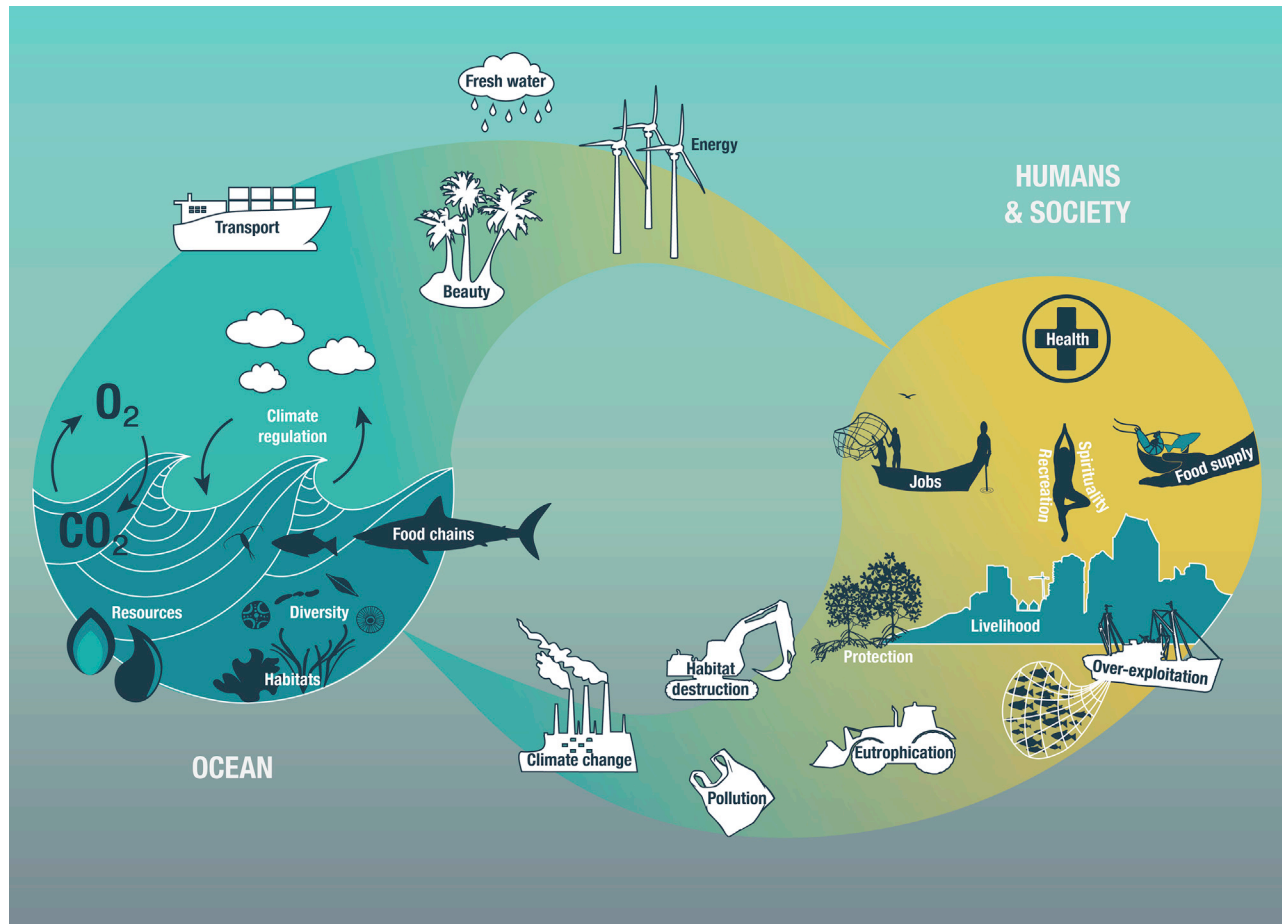 Fresh water
Energy
HUMANS
& SOCIETY
Transport
Beauty
Health
O₂
Climate
regulation
Jobs
Recreation
Spirituality
Food supply
CO₂
Food chains
Resources
Diversity
Habitats
Livelihood
Protection
Habitat
destruction
Over-exploitation
OCEAN
Climate change
Eutrophication
Pollution